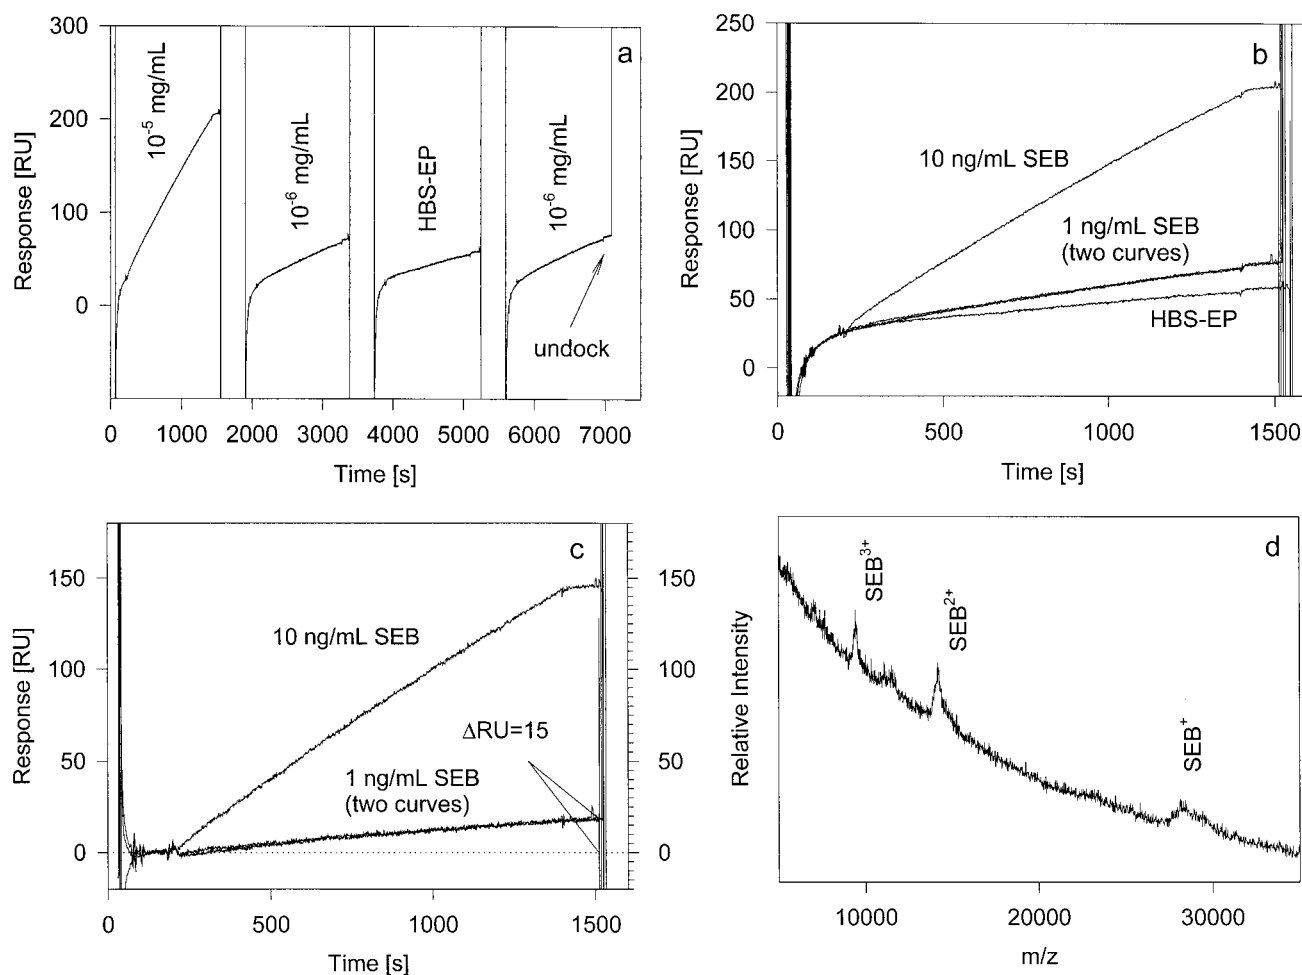 a
300
200
100
0
Response [RU]
10⁻⁵ mg/mL
10⁻⁶ mg/mL
HBS-EP
10⁻⁶ mg/mL
undock
0 1000 2000 3000 4000 5000 6000 7000
Time [s]
b
250
200
150
100
50
0
Response [RU]
10 ng/mL SEB
1 ng/mL SEB
(two curves)
HBS-EP
0 500 1000 1500
Time [s]
c
150
100
50
0
Response [RU]
10 ng/mL SEB
ΔRU=15
1 ng/mL SEB
(two curves)
150
100
50
0
0 500 1000 1500
Time [s]
d
Relative Intensity
SEB³⁺
SEB²⁺
SEB⁺
10000 20000 30000
m/z